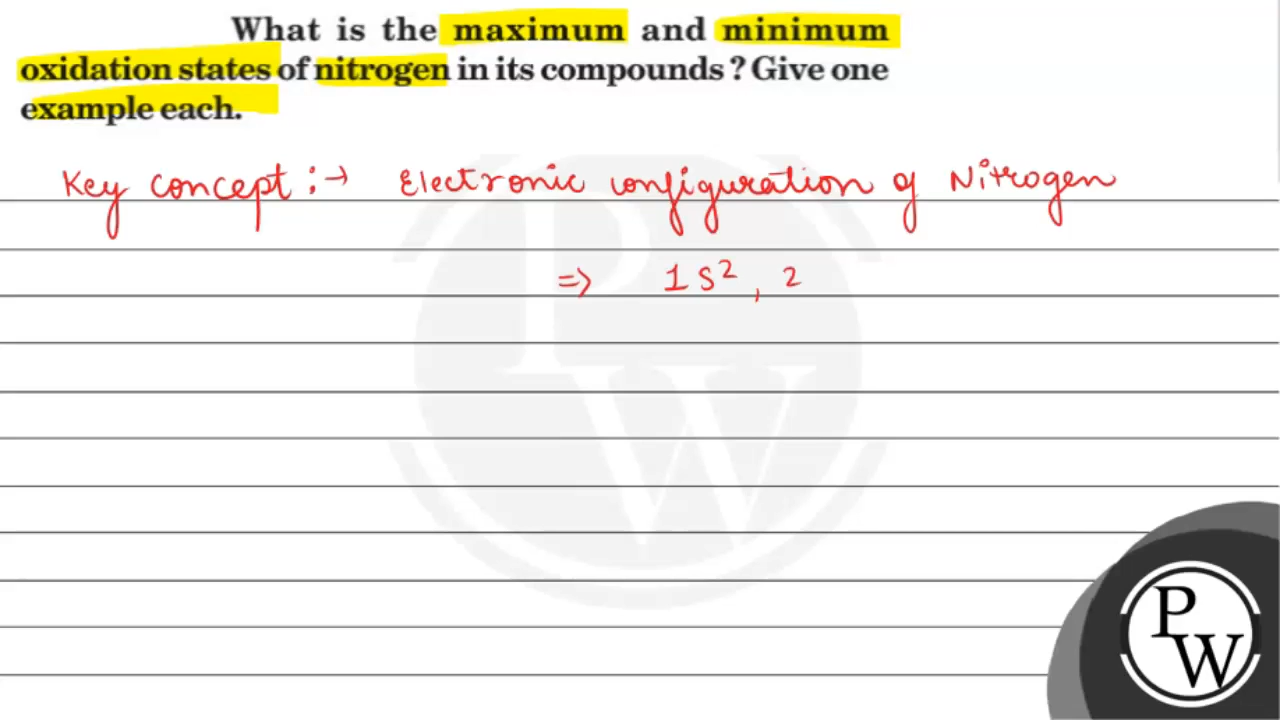 What is the maximum and minimum
oxidation states of nitrogen in its compounds ? Give one
example each.
Key concept :→ Electronic configuration of Nitrogen
⇒ 1s², 2
P
W
P
W